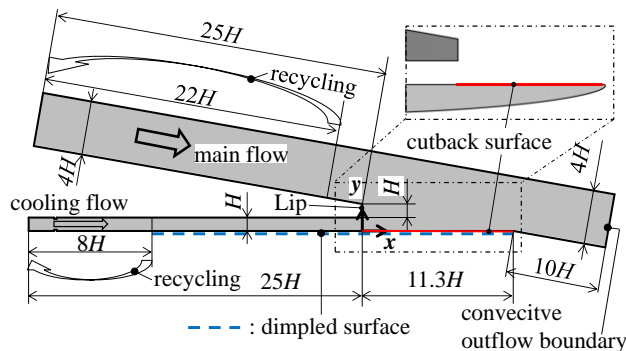 25H
recycling
22H
main flow
4H
cutback surface
4H
y
H
Lip
cooling flow
H
x
8H
recycling
25H
11.3H
10H
convecitve
outflow boundary
: dimpled surface